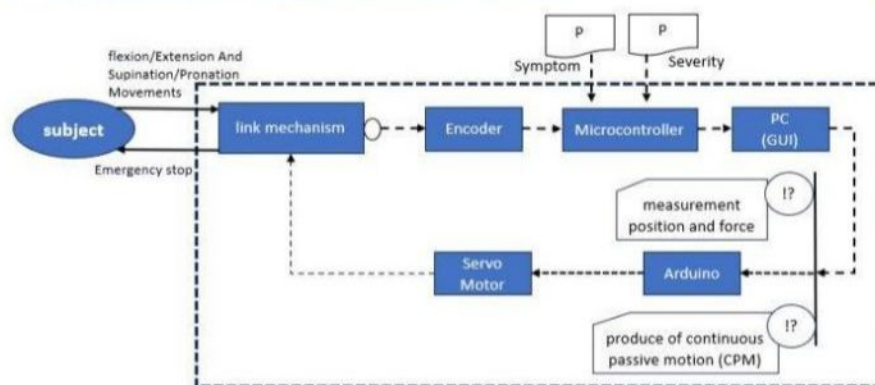 P
P
Symptom
Severity
flexion/Extension And
Supination/Pronation
Movements
subject
link mechanism
Encoder
Microcontroller
PC
(GUI)
Emergency stop
!?
measurement
position and force
Servo
Motor
Arduino
!?
produce of continuous
passive motion (CPM)